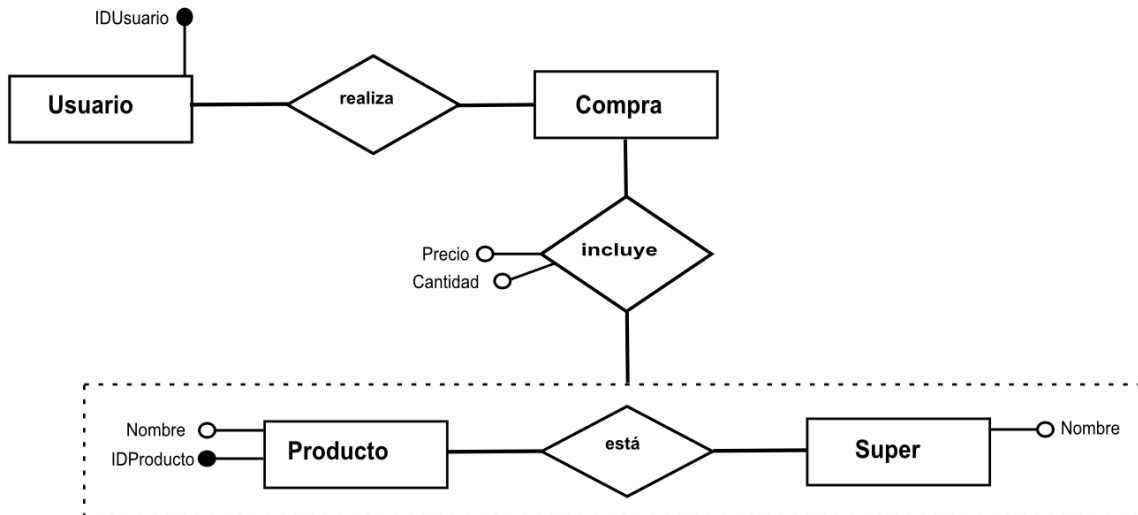 IDUsuario
Usuario
realiza
Compra
Precio
incluye
Cantidad
Nombre
IDProducto
Producto
está
Super
Nombre